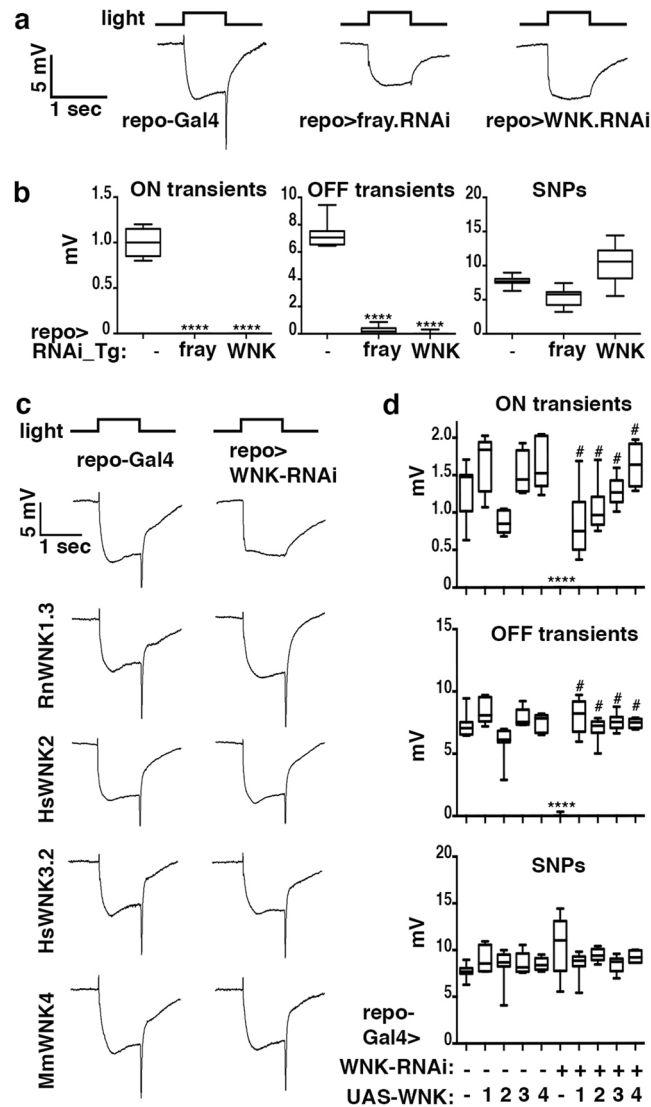 a
light
5 mV
1 sec
repo-Gal4
repo>fray.RNAi
repo>WNK.RNAi
b
ON transients
OFF transients
SNPs
mV
1.5
1.0
0.5
0
10
8
6
4
2
0
20
15
10
5
0
****
****
****
****
repo>
RNAi_Tg:
- fray WNK
- fray WNK
- fray WNK
c
light
repo-Gal4
repo>
WNK-RNAi
5 mV
1 sec
RnWNK1.3
HsWNK2
HsWNK3.2
MmWNK4
d
ON transients
mV
2.0
1.5
1.0
0.5
0
****
# # # #
OFF transients
mV
15
10
5
0
****
# # # #
SNPs
mV
20
15
10
5
0
repo-
Gal4>
WNK-RNAi: - - - - - + + + + +
UAS-WNK: - 1 2 3 4 - 1 2 3 4